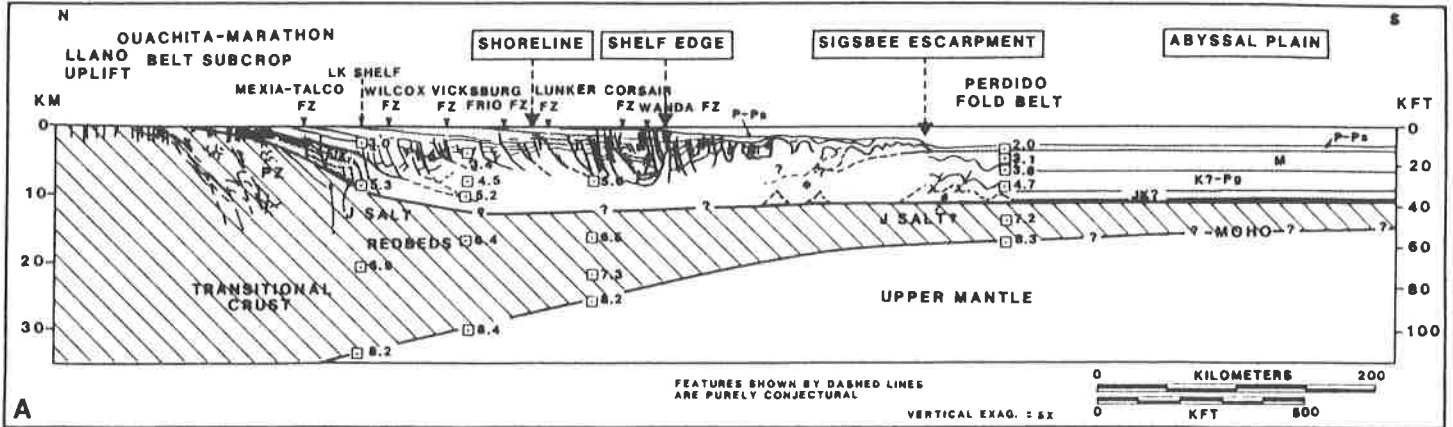 N
S
OUACHITA-MARATHON
BELT SUBCROP
LLANO
UPLIFT
SHORELINE
SHELF EDGE
SIGSBEE ESCARPMENT
ABYSSAL PLAIN
LK SHELF
MEXIA-TALCO
FZ
WILCOX
FZ
VICKSBURG
FZ
FRIO FZ
LUNKER
FZ
CORSAIR
FZ
WANDA FZ
PERDIDO
FOLD BELT
KM
KFT
0
10
20
30
0
20
40
60
80
100
P-Ps
P-Ps
M
K?-Pg
JK?
PZ
5.3
3.4
4.5
5.2
5.6
2.0
3.1
4.7
7.2
8.3
J SALT
J SALT?
REDBEDS
6.4
7.3
8.2
8.4
8.2
? ? ? ?
? ? ? ? ? ?
MOHO
TRANSITIONAL
CRUST
UPPER MANTLE
FEATURES SHOWN BY DASHED LINES
ARE PURELY CONJECTURAL
VERTICAL EXAG. = 5X
0 KILOMETERS 200
0 KFT 600
A